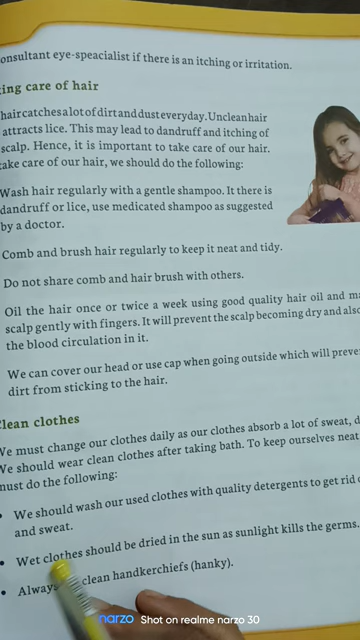 onsultant eye-speacialist if there is an itching or irritation.
ing care of hair
hair catches a lot of dirt and dust everyday. Unclean hair
attracts lice. This may lead to dandruff and itching of
scalp. Hence, it is important to take care of our hair.
take care of our hair, we should do the following:
Wash hair regularly with a gentle shampoo. It there is
dandruff or lice, use medicated shampoo as suggested
by a doctor.
Comb and brush hair regularly to keep it neat and tidy.
Do not share comb and hair brush with others.
Oil the hair once or twice a week using good quality hair oil and ma
scalp gently with fingers. It will prevent the scalp becoming dry and also
the blood circulation in it.
We can cover our head or use cap when going outside which will preve
dirt from sticking to the hair.
Clean clothes
We must change our clothes daily as our clothes absorb a lot of sweat, d
We should wear clean clothes after taking bath. To keep ourselves neat
must do the following:
• We should wash our used clothes with quality detergents to get rid
and sweat.
• Wet clothes should be dried in the sun as sunlight kills the germs.
• Always clean handkerchiefs (hanky).
narzo Shot on realme narzo 30